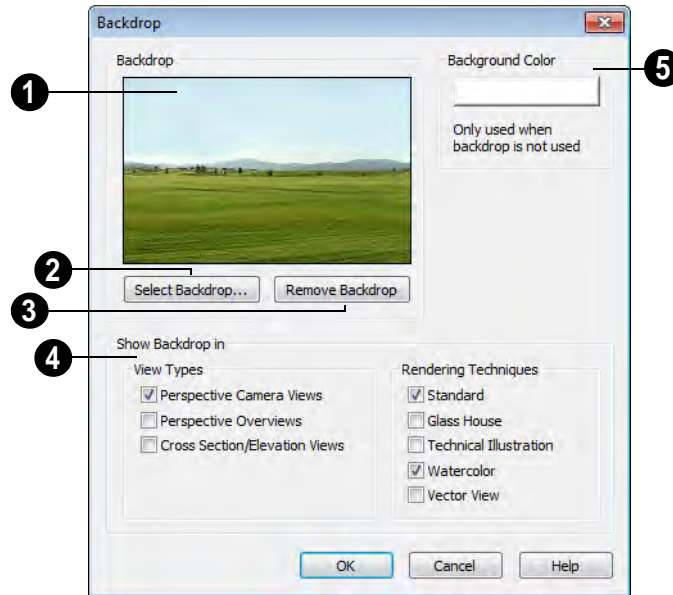 Backdrop
Backdrop
Background Color
5
1
Only used when
backdrop is not used
2
Select Backdrop...
Remove Backdrop
3
Show Backdrop in
4
View Types
Rendering Techniques
Perspective Camera Views
Standard
Perspective Overviews
Glass House
Cross Section/Elevation Views
Technical Illustration
Watercolor
Vector View
OK
Cancel
Help